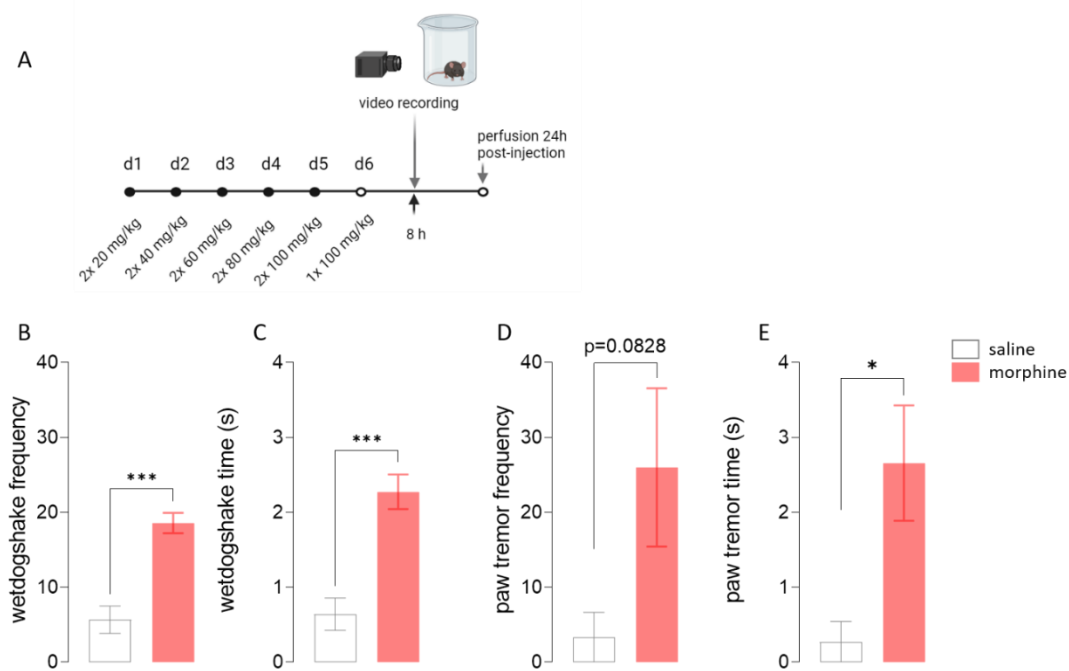 A
video recording
perfusion 24h
post-injection
d1 d2 d3 d4 d5 d6
8 h
2x 20 mg/kg
2x 40 mg/kg
2x 60 mg/kg
2x 80 mg/kg
2x 100 mg/kg
1x 100 mg/kg
B
wetdogshake frequency
40
30
20
10
0
***
C
wetdogshake time (s)
4
3
2
1
0
***
D
paw tremor frequency
40
30
20
10
0
p=0.0828
E
paw tremor time (s)
4
3
2
1
0
*
saline
morphine